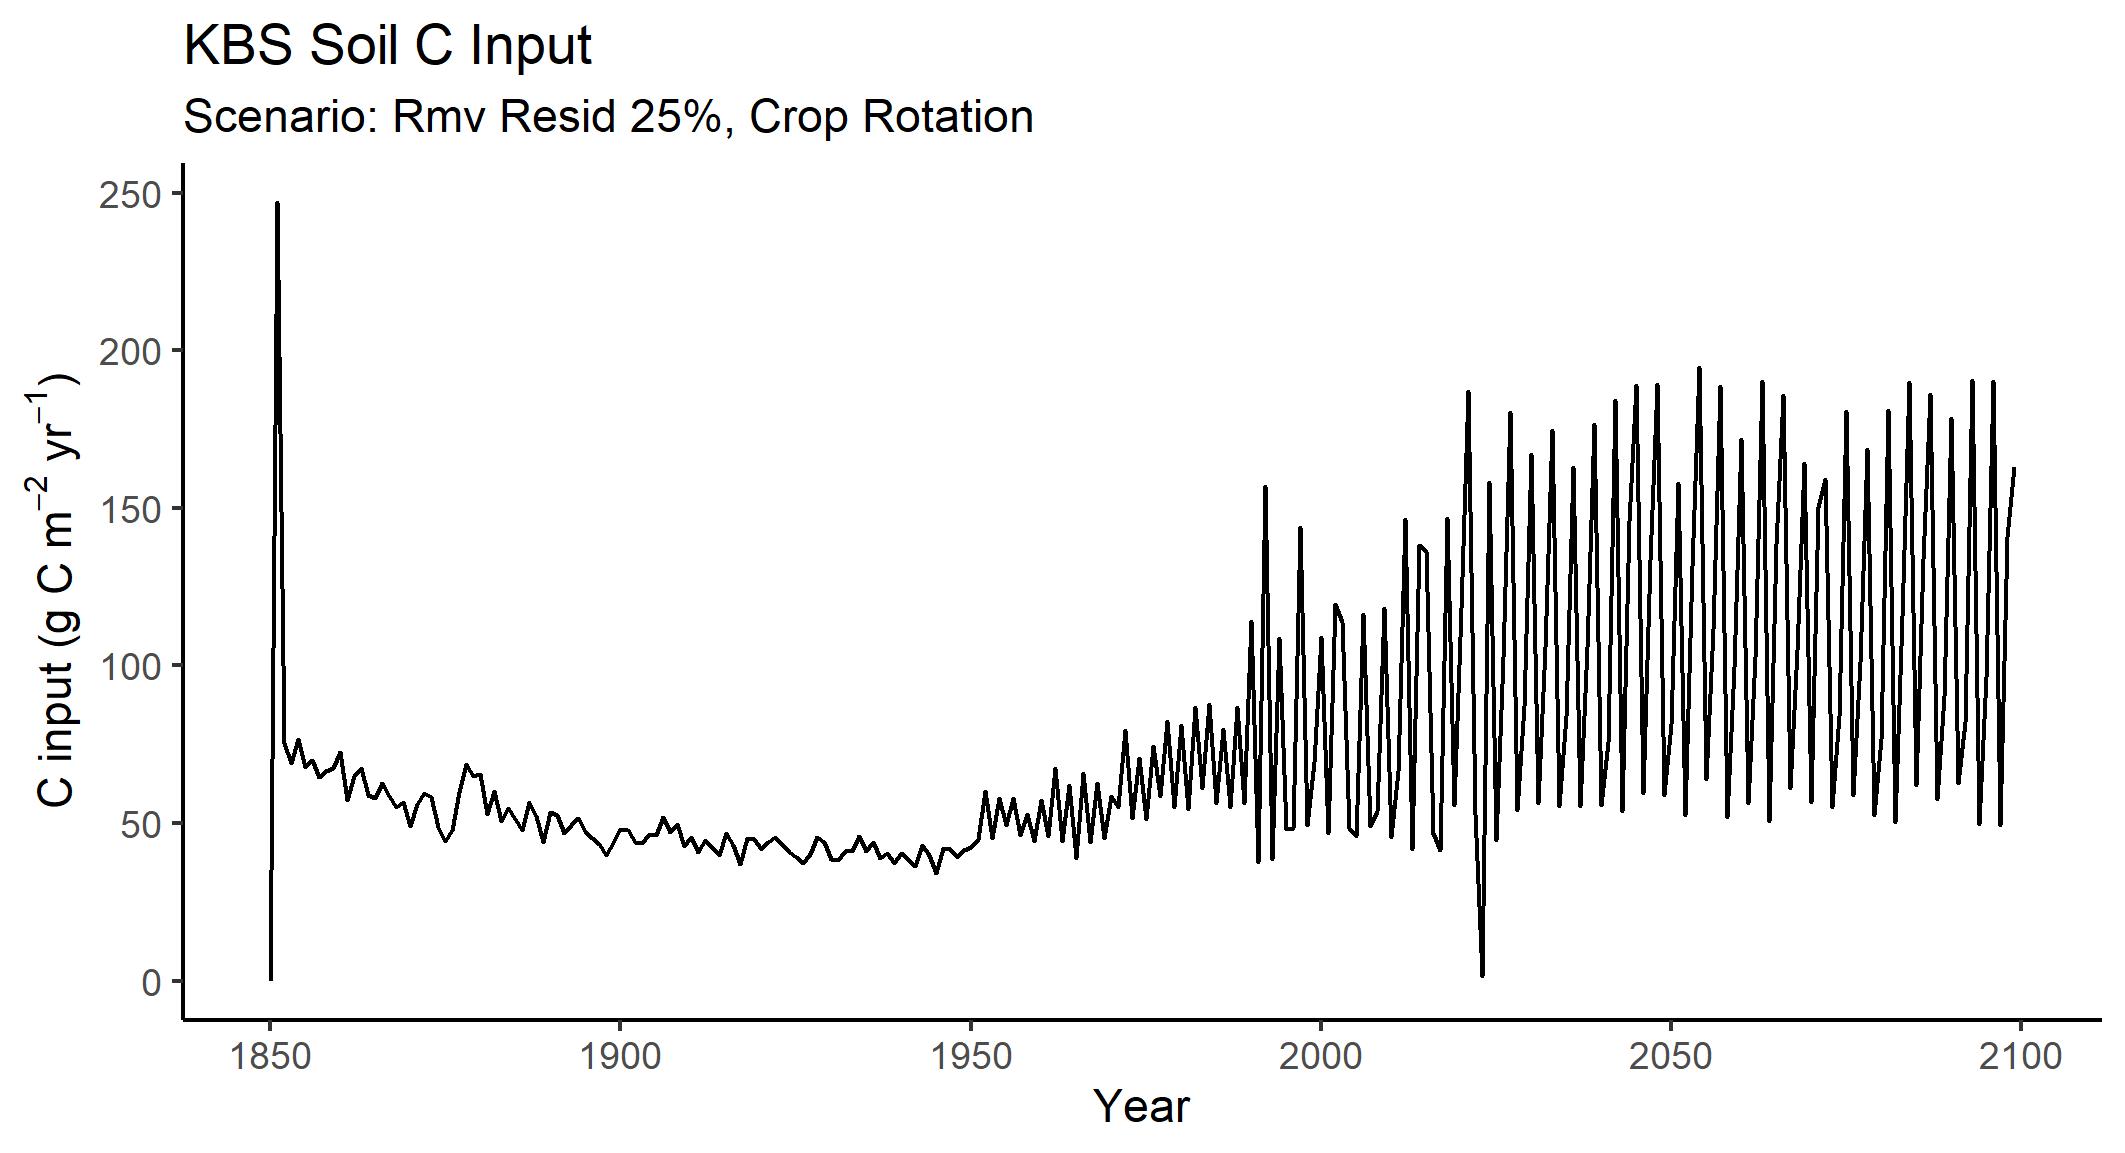 KBS Soil C Input
Scenario: Rmv Resid 25%, Crop Rotation
C input (g C m⁻² yr⁻¹)
250
200
150
100
50
0
1850 1900 1950 2000 2050 2100
Year